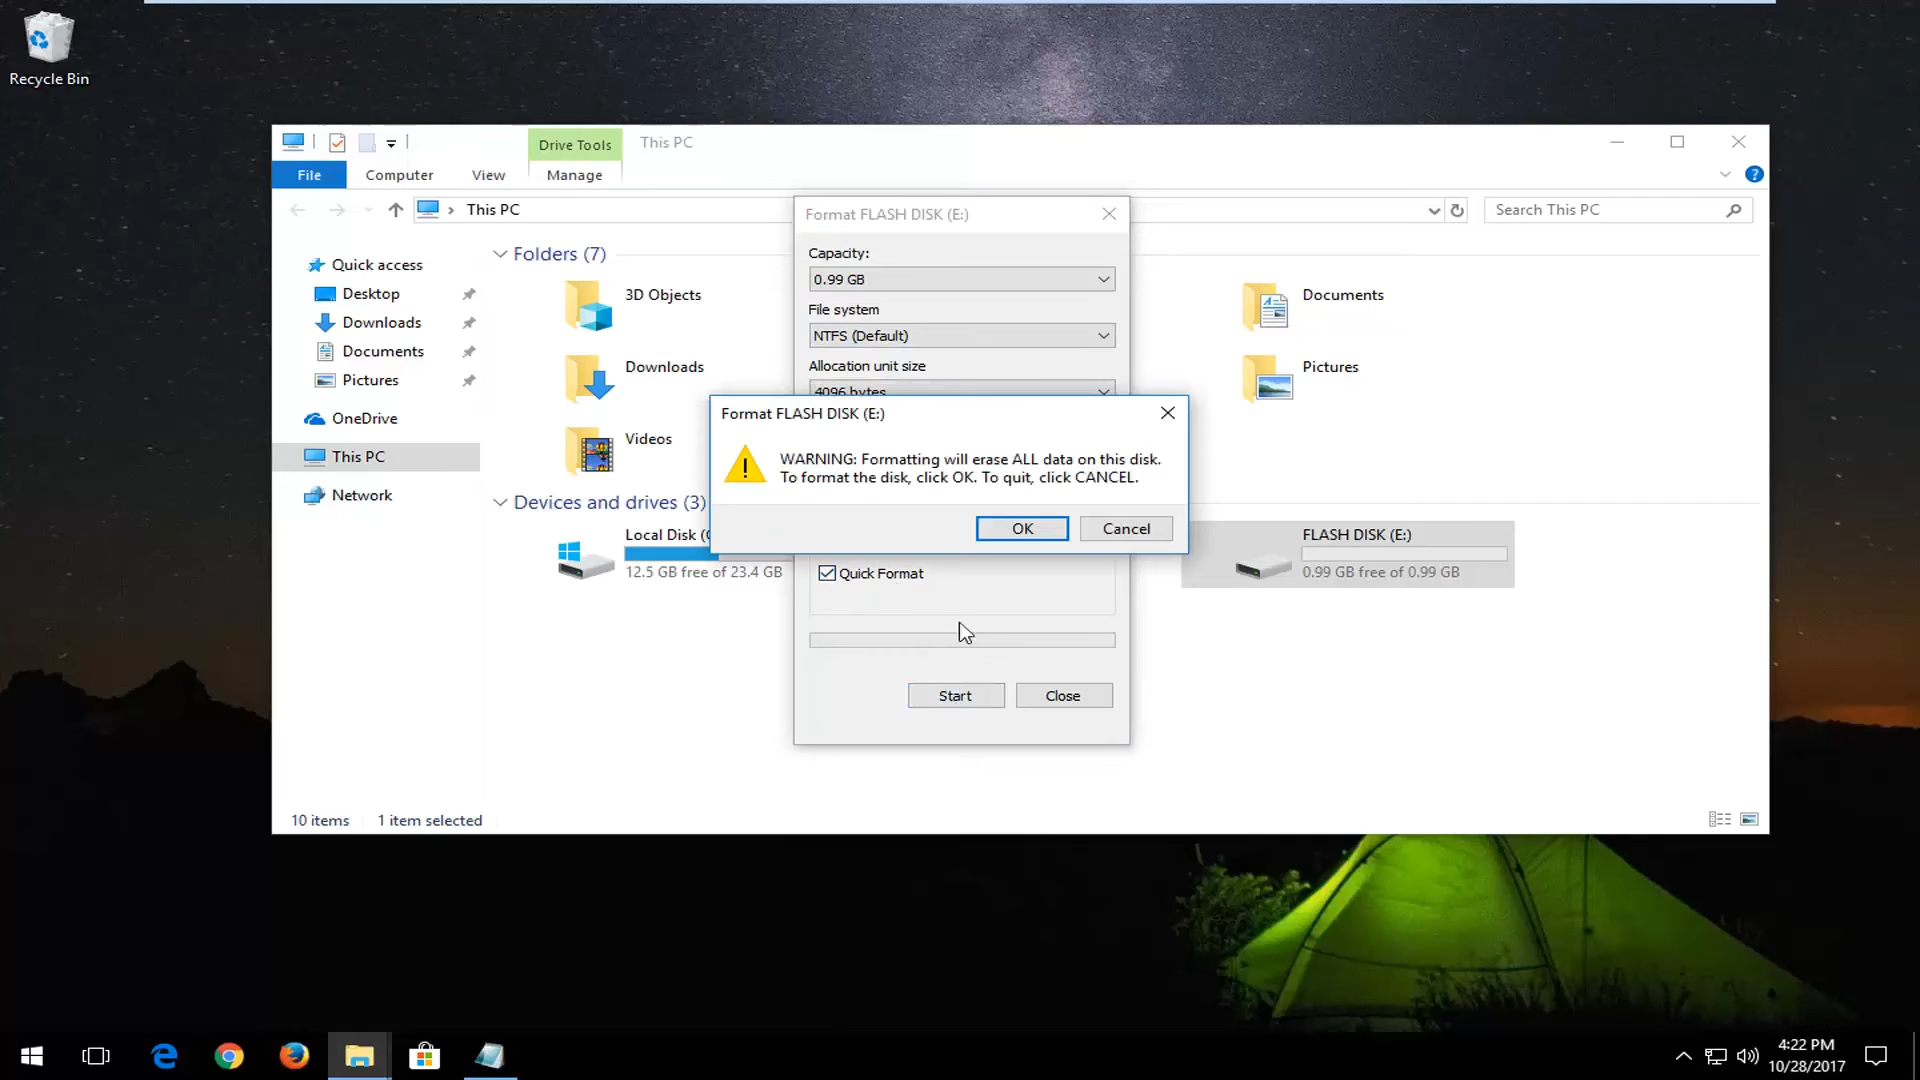 Recycle Bin
Drive Tools
This PC
File
Computer
View
Manage
This PC
Search This PC
Format FLASH DISK (E:)
Capacity:
0.99 GB
File system
NTFS (Default)
Allocation unit size
4096 bytes
Quick access
Desktop
Downloads
Documents
Pictures
OneDrive
This PC
Network
Folders (7)
3D Objects
Documents
Downloads
Pictures
Videos
Format FLASH DISK (E:)
WARNING: Formatting will erase ALL data on this disk.
To format the disk, click OK. To quit, click CANCEL.
OK
Cancel
Devices and drives (3)
Local Disk (
12.5 GB free of 23.4 GB
FLASH DISK (E:)
0.99 GB free of 0.99 GB
Quick Format
Start
Close
10 items
1 item selected
4:22 PM
10/28/2017